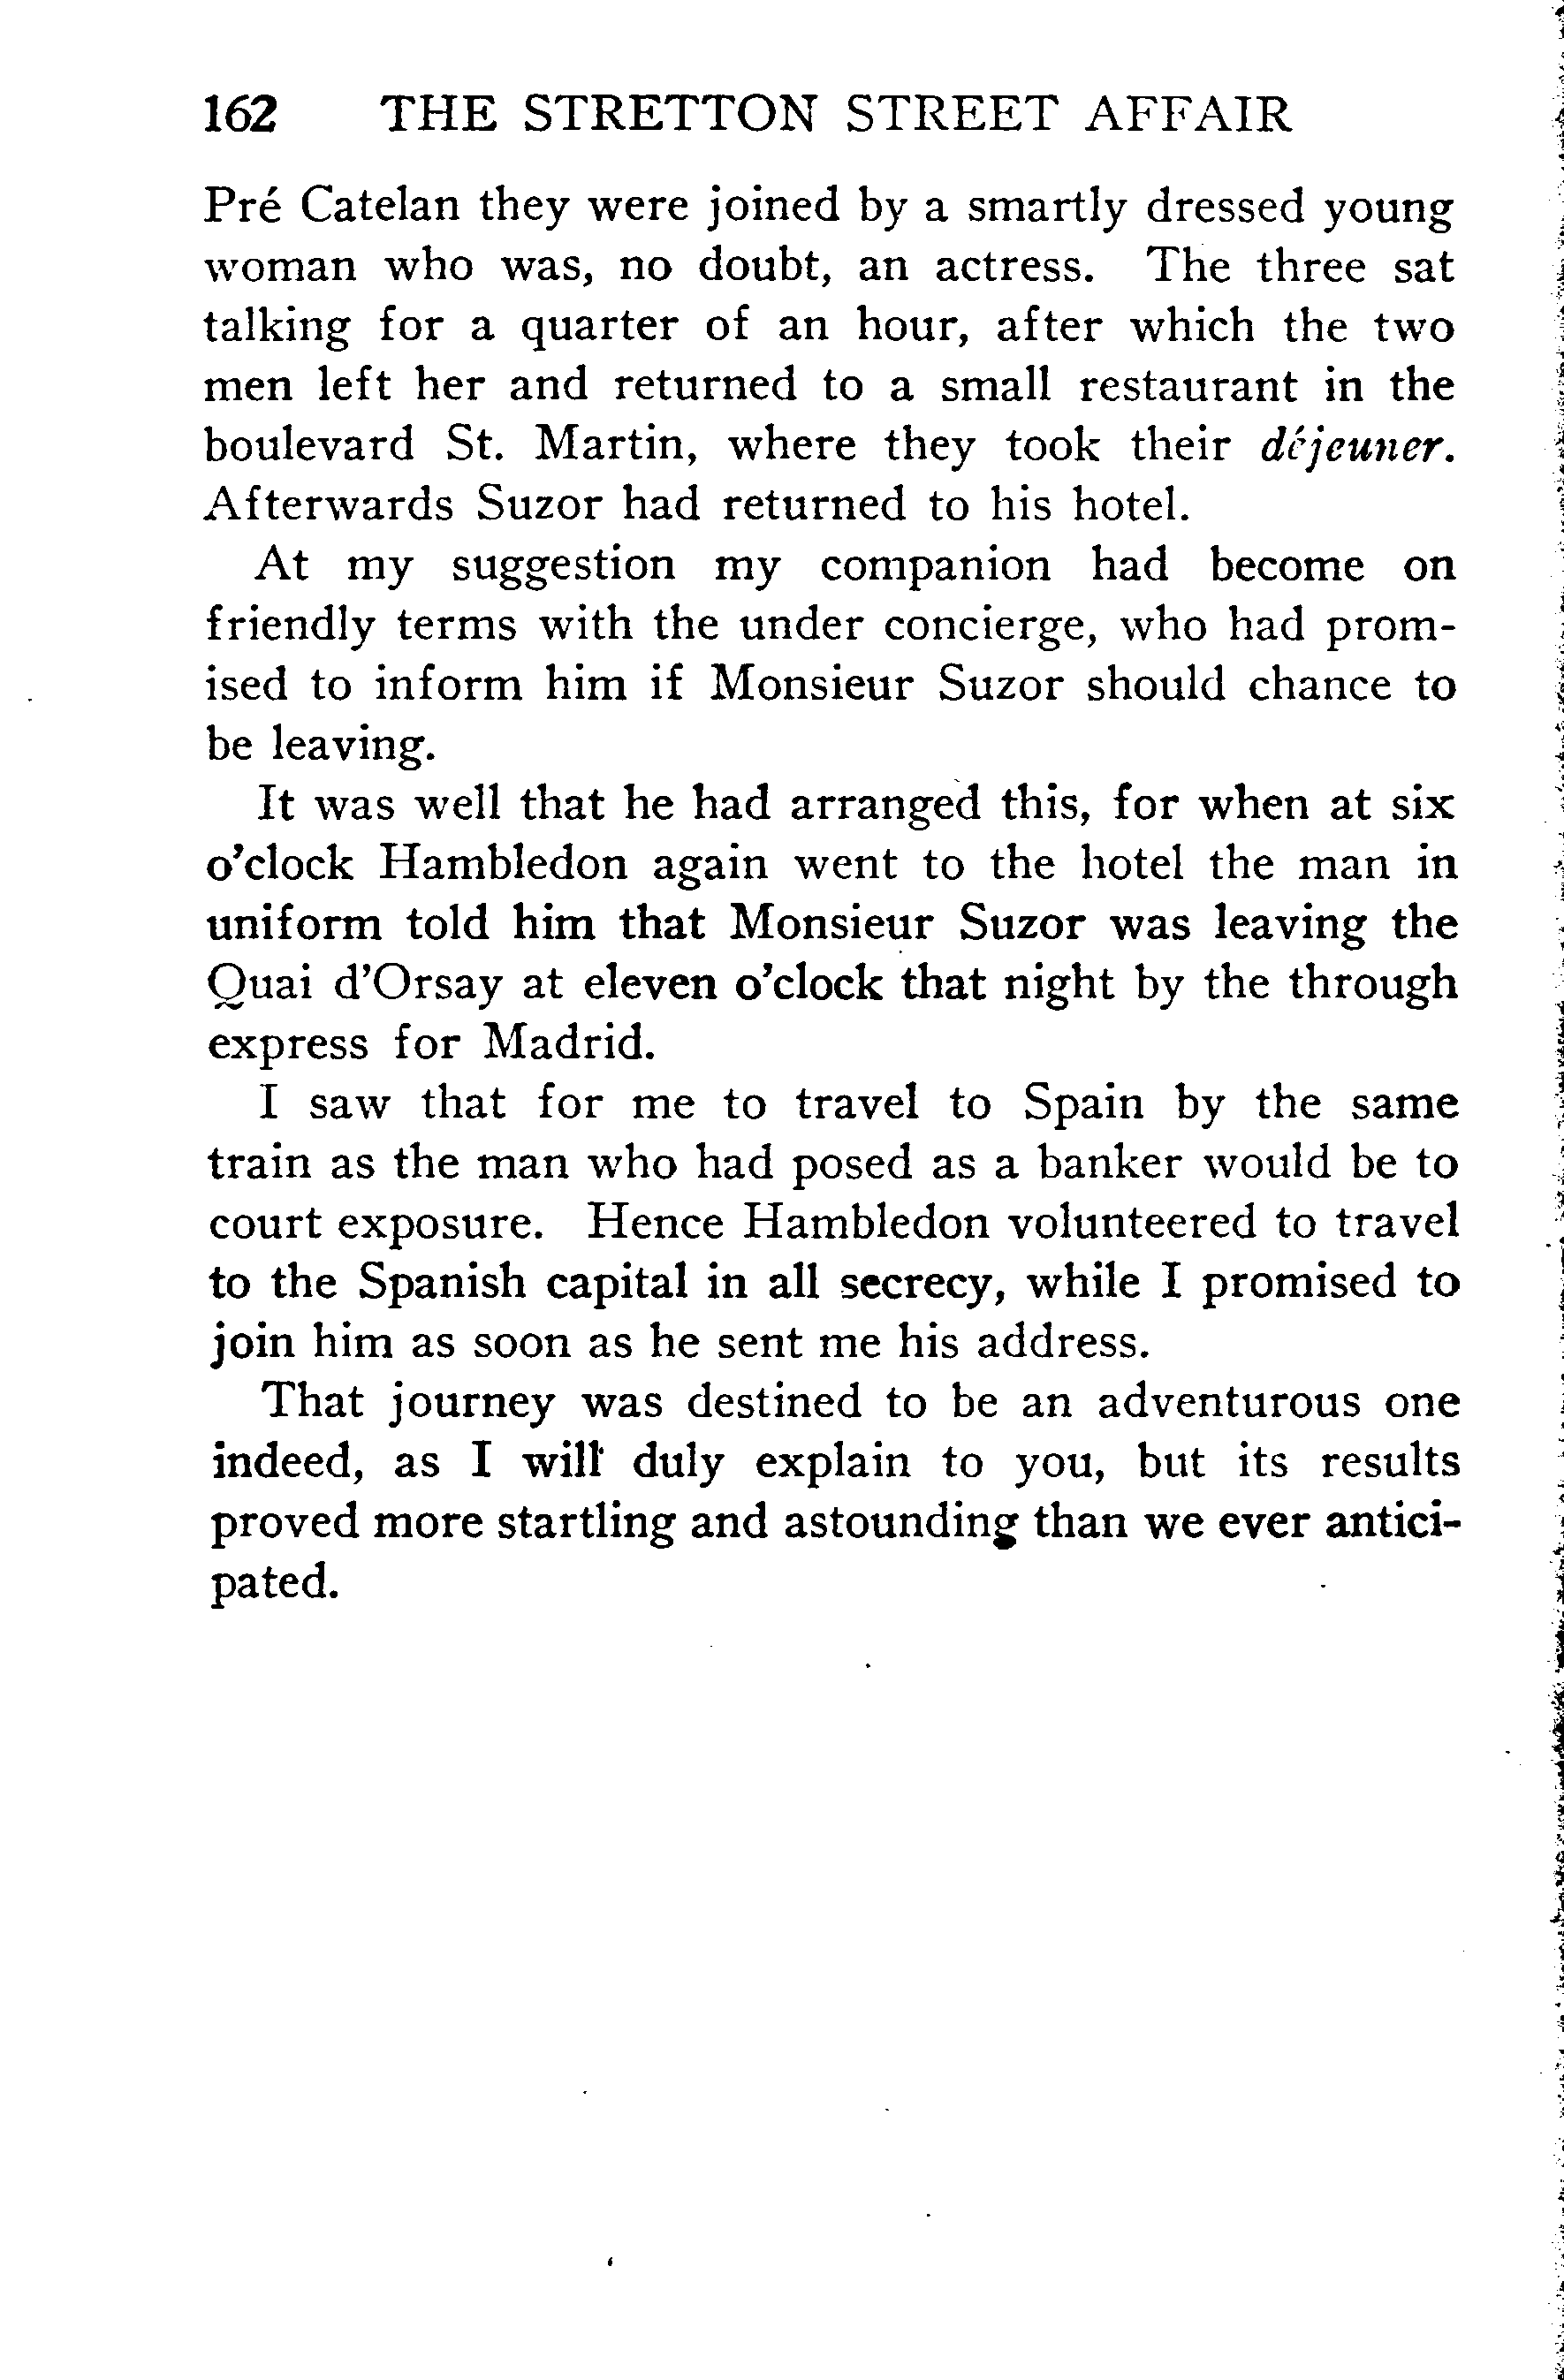 162 THE STRETTON STREET AFFAIR
Pré Catelan they were joined by a smartly dressed young
woman who was, no doubt, an actress. The three sat
talking for a quarter of an hour, after which the two
men left her and returned to a small restaurant in the
boulevard St. Martin, where they took their déjeuner.
Afterwards Suzor had returned to his hotel.
At my suggestion my companion had become on
friendly terms with the under concierge, who had prom-
ised to inform him if Monsieur Suzor should chance to
be leaving.
It was well that he had arranged this, for when at six
o'clock Hambledon again went to the hotel the man in
uniform told him that Monsieur Suzor was leaving the
Quai d'Orsay at eleven o'clock that night by the through
express for Madrid.
I saw that for me to travel to Spain by the same
train as the man who had posed as a banker would be to
court exposure. Hence Hambledon volunteered to travel
to the Spanish capital in all secrecy, while I promised to
join him as soon as he sent me his address.
That journey was destined to be an adventurous one
indeed, as I will duly explain to you, but its results
proved more startling and astounding than we ever antici-
pated.